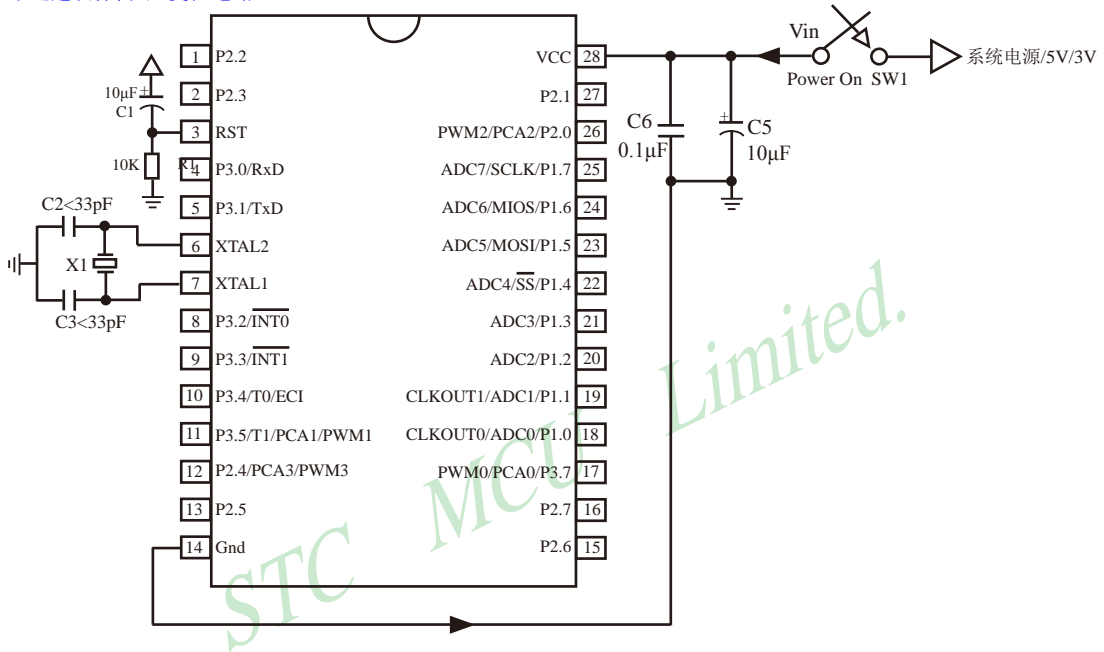 Vin
Power On SW1
系统电源/5V/3V
10μF
+
C1
10K
R1
C2<33pF
X1
C3<33pF
1 P2.2
2 P2.3
3 RST
4 P3.0/RxD
5 P3.1/TxD
6 XTAL2
7 XTAL1
8 P3.2/INT0
9 P3.3/INT1
10 P3.4/T0/ECI
11 P3.5/T1/PCA1/PWM1
12 P2.4/PCA3/PWM3
13 P2.5
14 Gnd
VCC 28
P2.1 27
PWM2/PCA2/P2.0 26
ADC7/SCLK/P1.7 25
ADC6/MIOS/P1.6 24
ADC5/MOSI/P1.5 23
ADC4/SS/P1.4 22
ADC3/P1.3 21
ADC2/P1.2 20
CLKOUT1/ADC1/P1.1 19
CLKOUT0/ADC0/P1.0 18
PWM0/PCA0/P3.7 17
P2.7 16
P2.6 15
C6
0.1μF
+
C5
10μF
STC MCU Limited.